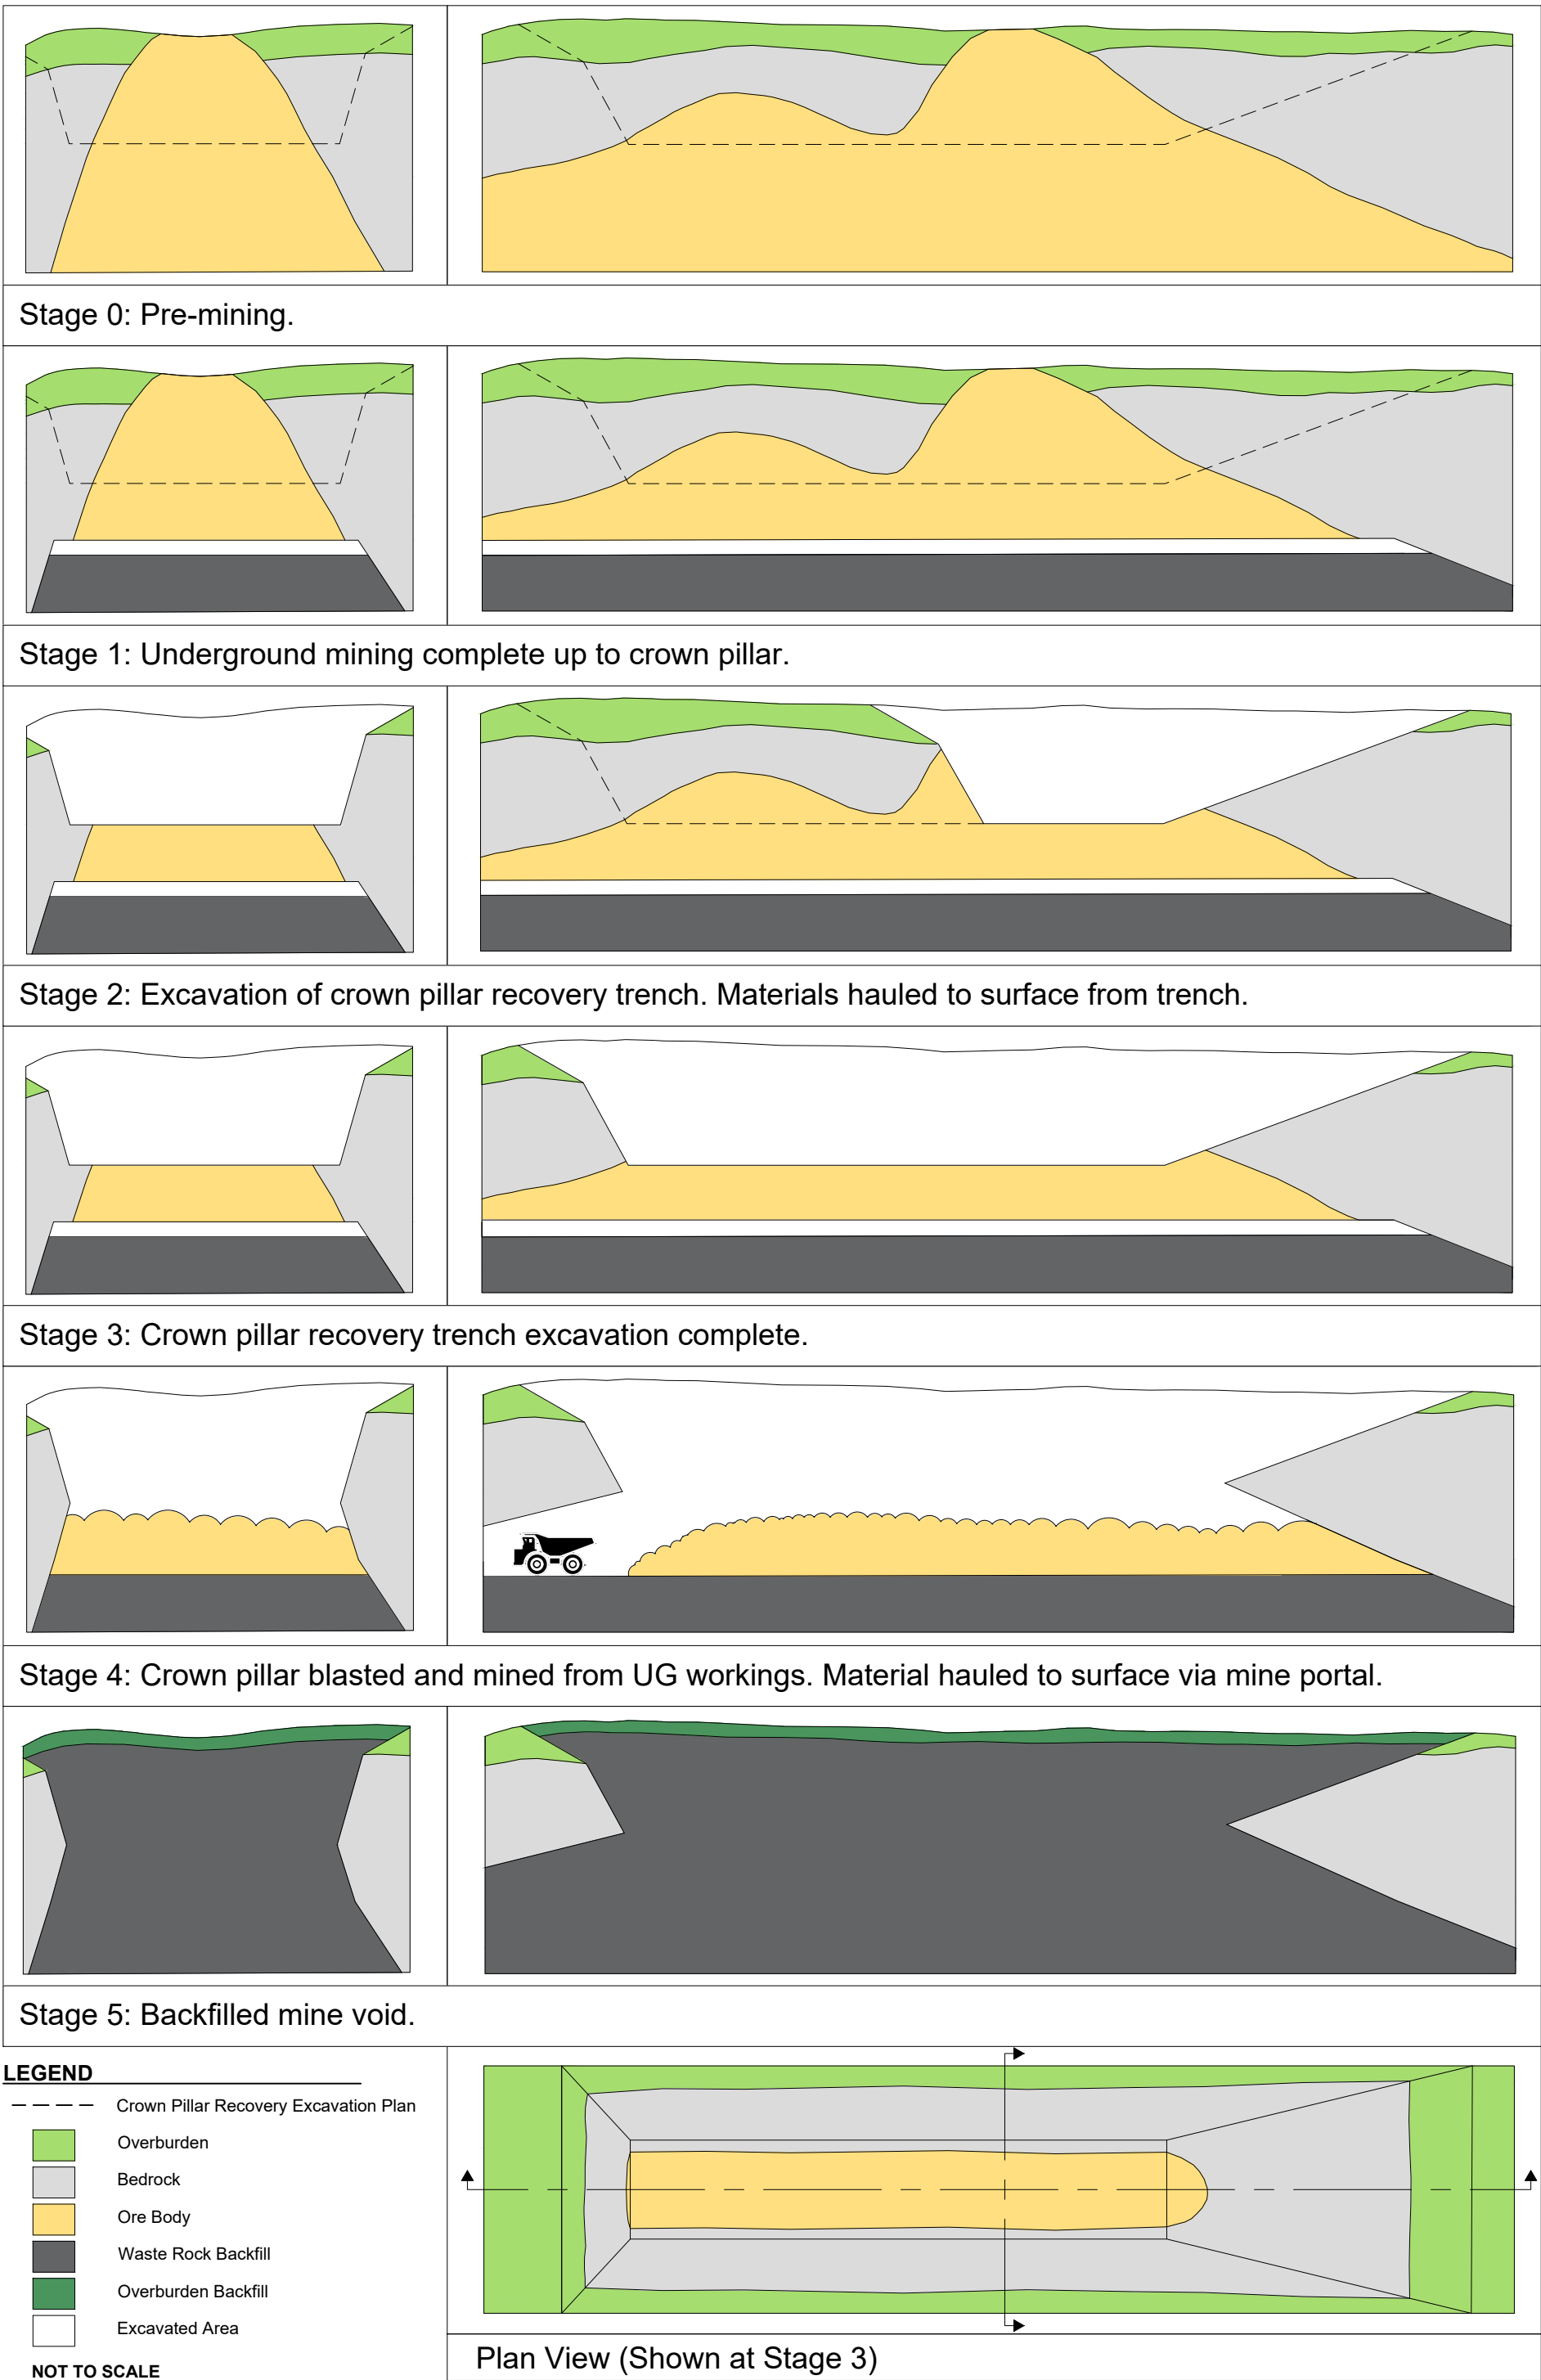 Stage 0: Pre-mining.
Stage 1: Underground mining complete up to crown pillar.
Stage 2: Excavation of crown pillar recovery trench. Materials hauled to surface from trench.
Stage 3: Crown pillar recovery trench excavation complete.
Stage 4: Crown pillar blasted and mined from UG workings. Material hauled to surface via mine portal.
Stage 5: Backfilled mine void.
LEGEND
Crown Pillar Recovery Excavation Plan
Overburden
Bedrock
Ore Body
Waste Rock Backfill
Overburden Backfill
Excavated Area
NOT TO SCALE
Plan View (Shown at Stage 3)